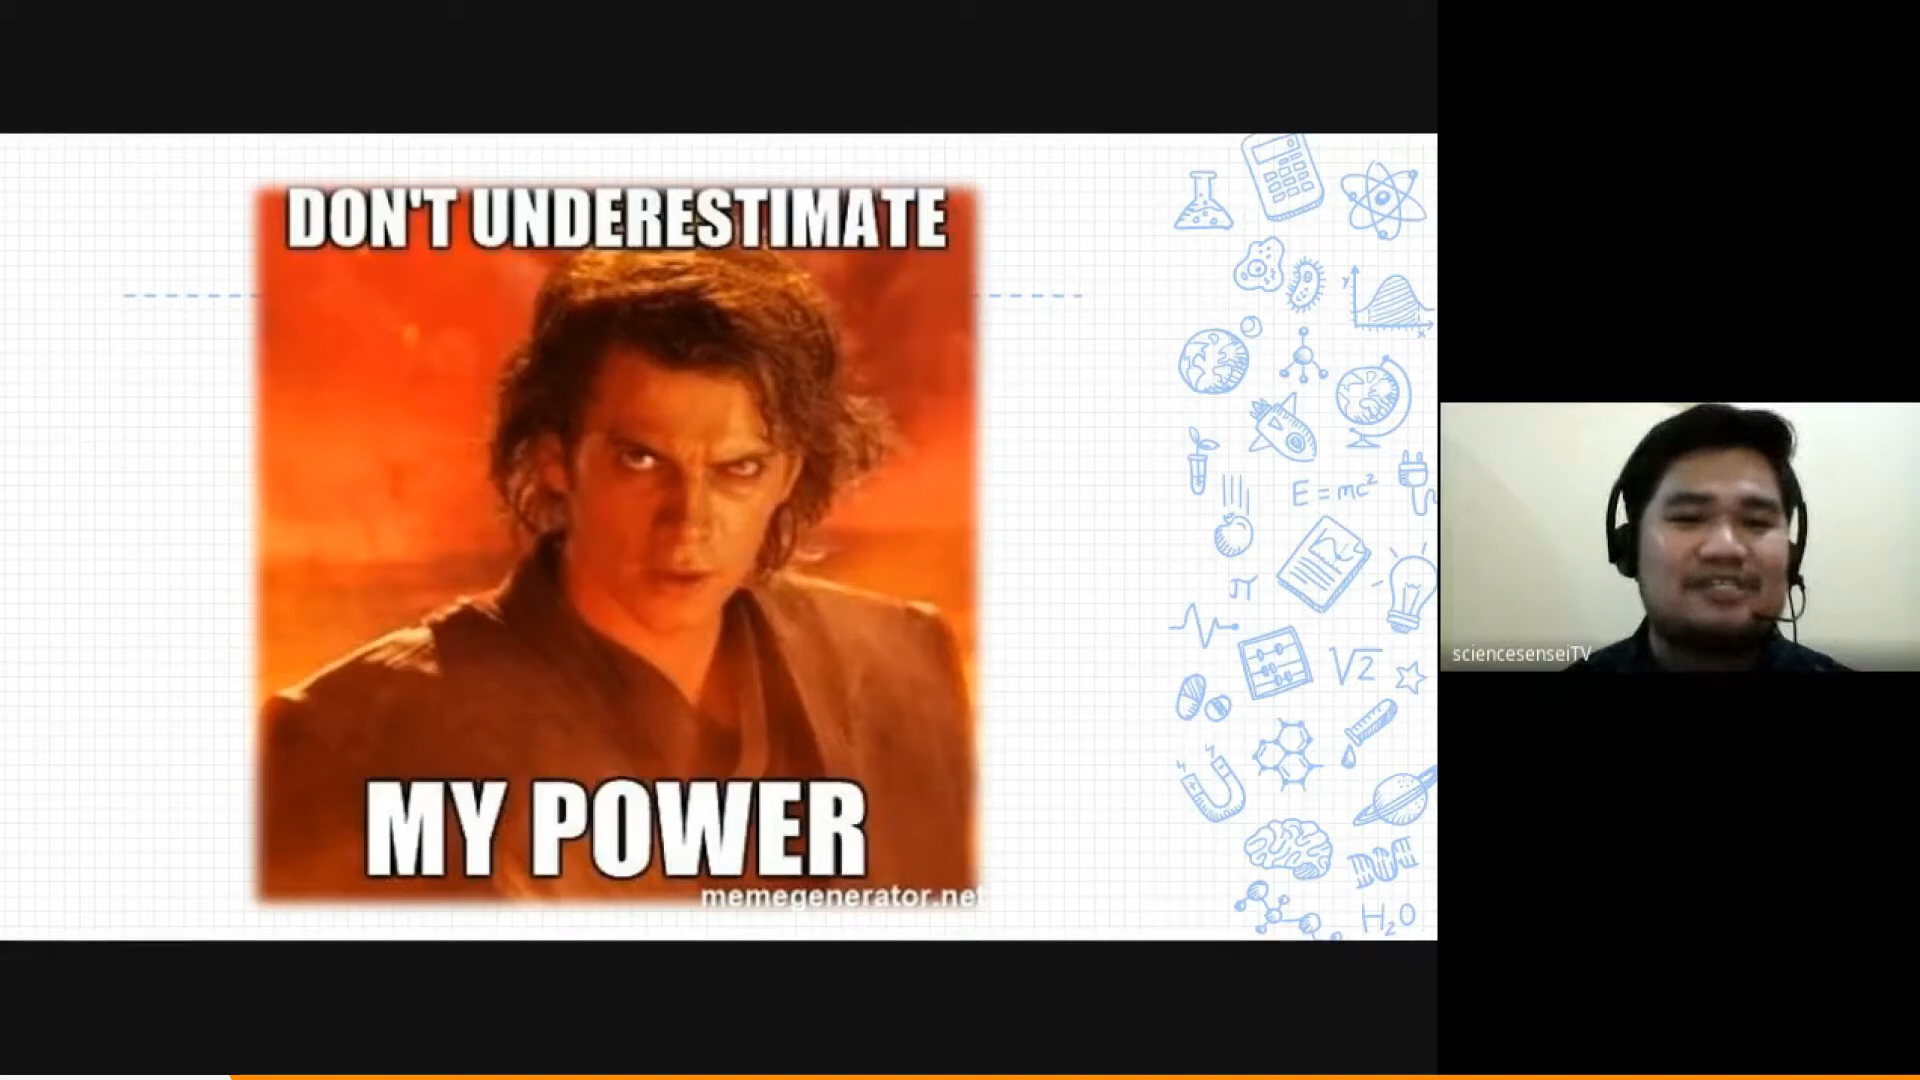 DON'T UNDERESTIMATE
MY POWER
memegenerator.net
y
x
E=mc²
π
√2
H₂O
sciencesenseiTV